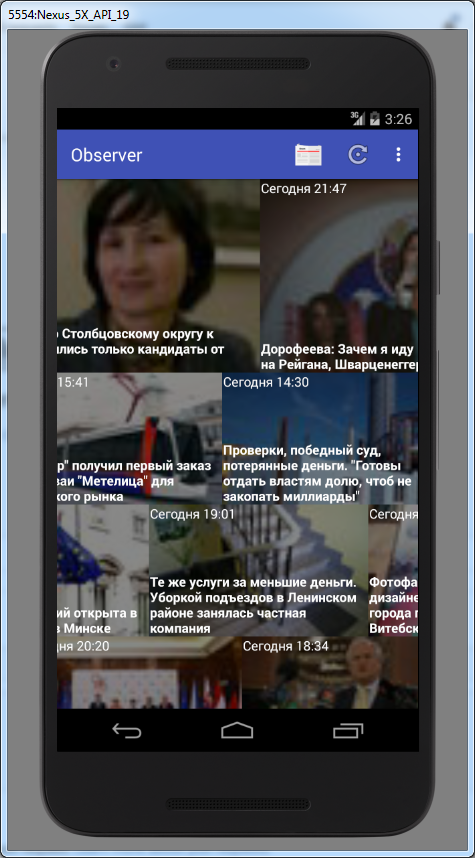 5554:Nexus_5X_API_19
3G 3:26
Observer
Сегодня 21:47
о Столбцовскому округу к
лись только кандидаты от
Дорофеева: Зачем я иду
на Рейгана, Шварценеггер
15:41
Сегодня 14:30
р" получил первый заказ
ваи "Метелица" для
кого рынка
Проверки, победный суд,
потерянные деньги. "Готовы
отдать властям долю, чтоб не
закопать миллиарды"
Сегодня 19:01
Сегодня
ий открыта в
в Минске
Те же услуги за меньшие деньги.
Уборкой подъездов в Ленинском
районе занялась частная
компания
Фотофа
дизайне
города г
Витебск
дня 20:20
Сегодня 18:34